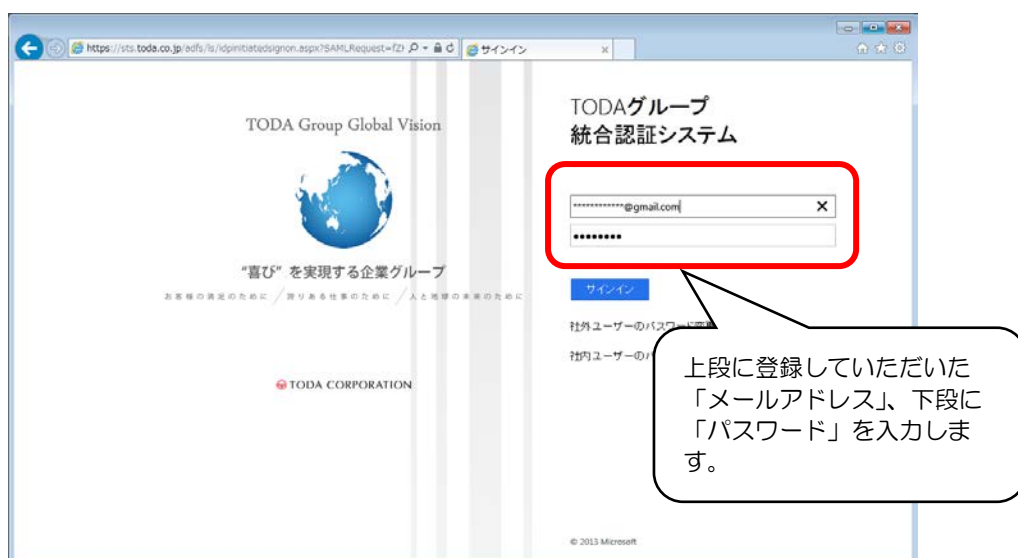 https://sts.toda.co.jp/adfs/ls/idpinitiatedsignon.aspx?SAMLRequest=fZ
サインイン
TODA Group Global Vision
"喜び" を実現する企業グループ
お客様の満足のために／誇りある仕事のために／人と地球の未来のために
TODA CORPORATION
TODAグループ
統合認証システム
************@gmail.com
••••••••
サインイン
社外ユーザーのパスワード変更
社内ユーザーのパ
上段に登録していただいた
「メールアドレス」、下段に
「パスワード」を入力しま
す。
© 2013 Microsoft